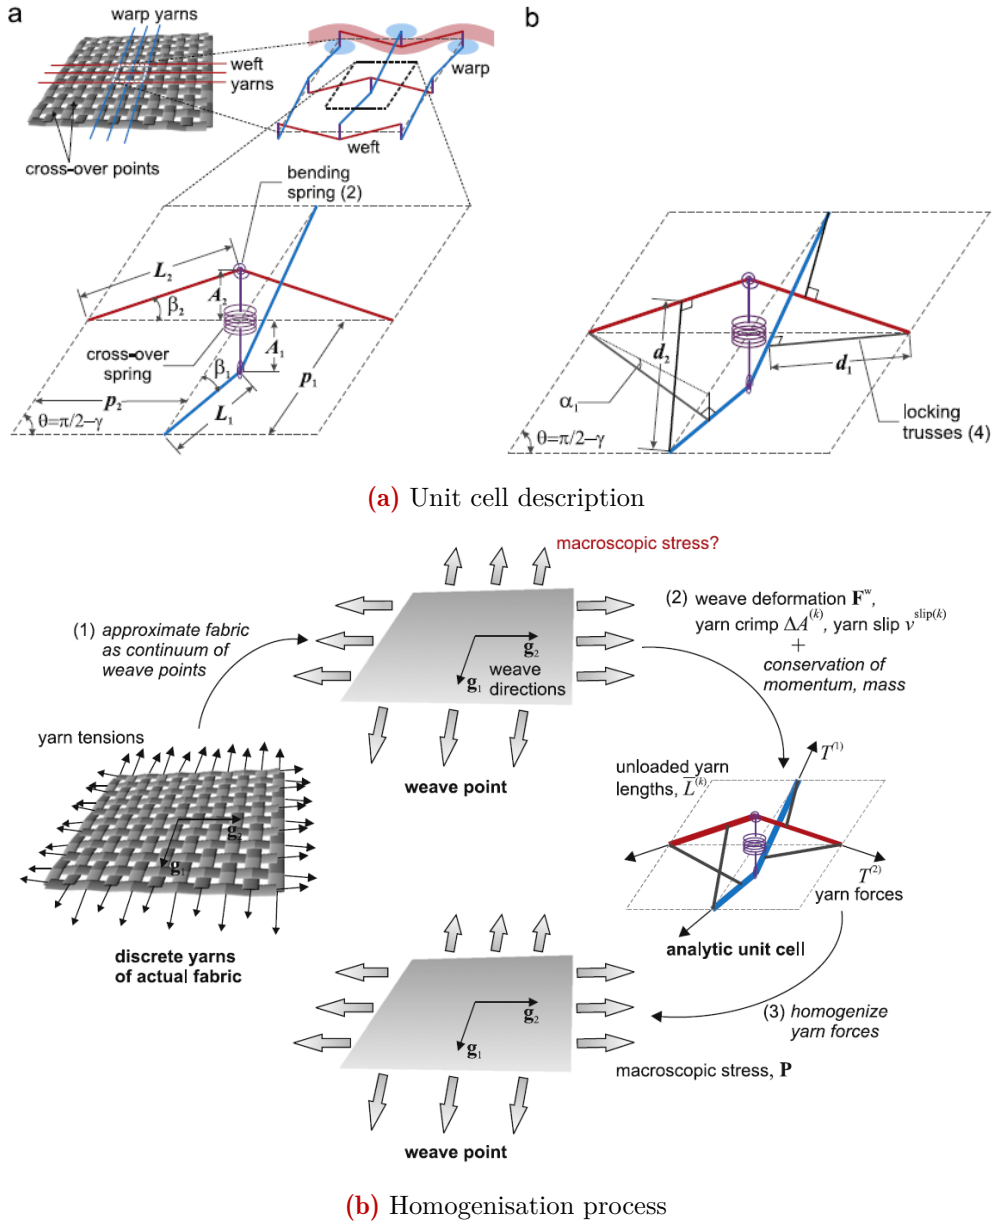 a
b
warp yarns
weft
yarns
cross-over points
warp
weft
bending
spring (2)
L₂
β₂
A₂
A₁
cross-over
spring
β₁
p₁
p₂
L₁
θ=π/2–γ
d₂
d₁
α₁
locking
trusses (4)
θ=π/2–γ
(a) Unit cell description
macroscopic stress?
(1) approximate fabric
as continuum of
weave points
g₂
weave
directions
g₁
(2) weave deformation Fʷ,
yarn crimp ΔA⁽ᵏ⁾, yarn slip νˢˡⁱᵖ⁽ᵏ⁾
+
conservation of
momentum, mass
yarn tensions
weave point
unloaded yarn
lengths, L̅⁽ᵏ⁾
T⁽¹⁾
g₂
g₁
T⁽²⁾
yarn forces
discrete yarns
of actual fabric
analytic unit cell
g₂
g₁
(3) homogenize
yarn forces
macroscopic stress, P
weave point
(b) Homogenisation process